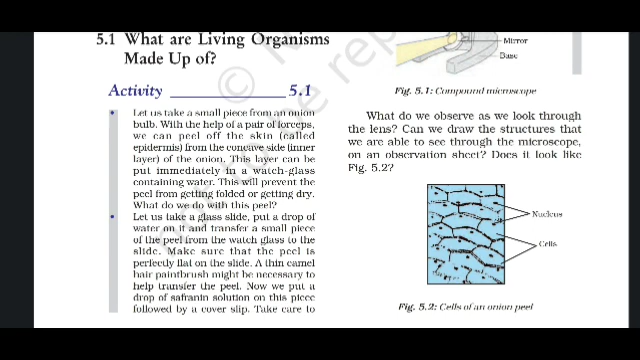 5.1 What are Living Organisms
Made Up of?
Activity 5.1
• Let us take a small piece from an onion
bulb. With the help of a pair of forceps,
we can peel off the skin (called
epidermis) from the concave side (inner
layer) of the onion. This layer can be
put immediately in a watch-glass
containing water. This will prevent the
peel from getting folded or getting dry.
What do we do with this peel?
• Let us take a glass slide, put a drop of
water on it and transfer a small piece
of the peel from the watch glass to the
slide. Make sure that the peel is
perfectly flat on the slide. A thin camel
hair paintbrush might be necessary to
help transfer the peel. Now we put a
drop of safranin solution on this piece
followed by a cover slip. Take care to
Mirror
Base
Fig. 5.1: Compound microscope
What do we observe as we look through
the lens? Can we draw the structures that
we are able to see through the microscope,
on an observation sheet? Does it look like
Fig. 5.2?
Nucleus
Cells
Fig. 5.2: Cells of an onion peel